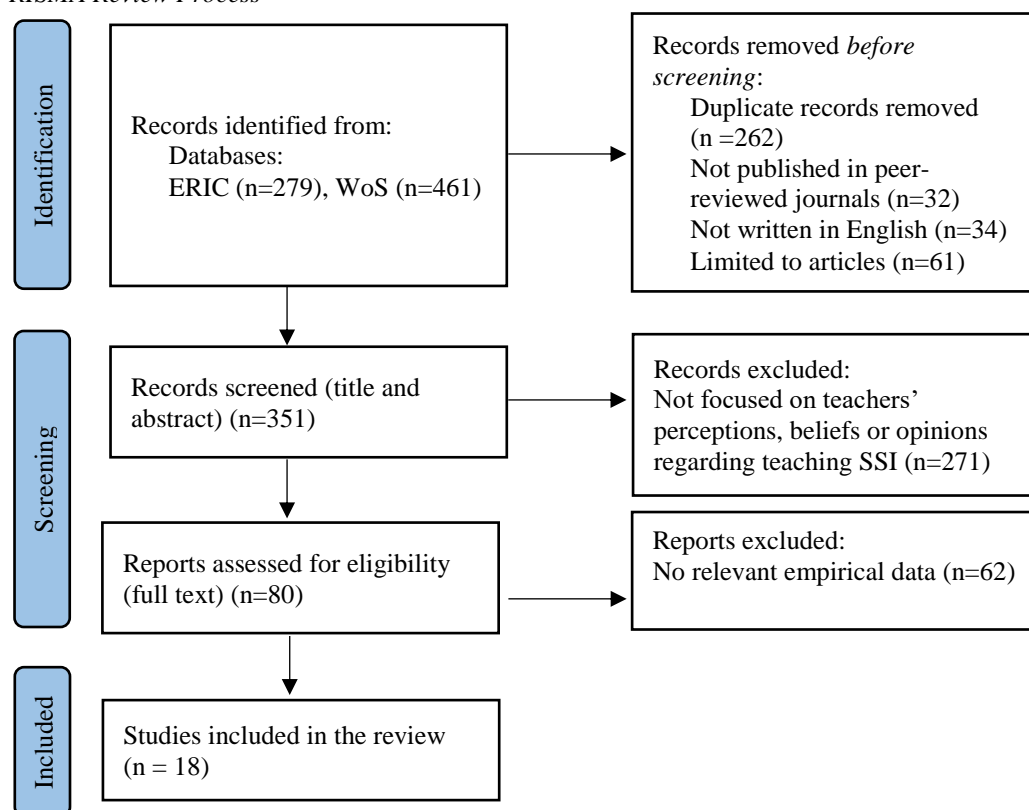 RISMA Review Process
Identification
Records identified from:
Databases:
ERIC (n=279), WoS (n=461)
Records removed before
screening:
Duplicate records removed
(n =262)
Not published in peer-
reviewed journals (n=32)
Not written in English (n=34)
Limited to articles (n=61)
Screening
Records screened (title and
abstract) (n=351)
Records excluded:
Not focused on teachers’
perceptions, beliefs or opinions
regarding teaching SSI (n=271)
Reports assessed for eligibility
(full text) (n=80)
Reports excluded:
No relevant empirical data (n=62)
Included
Studies included in the review
(n = 18)